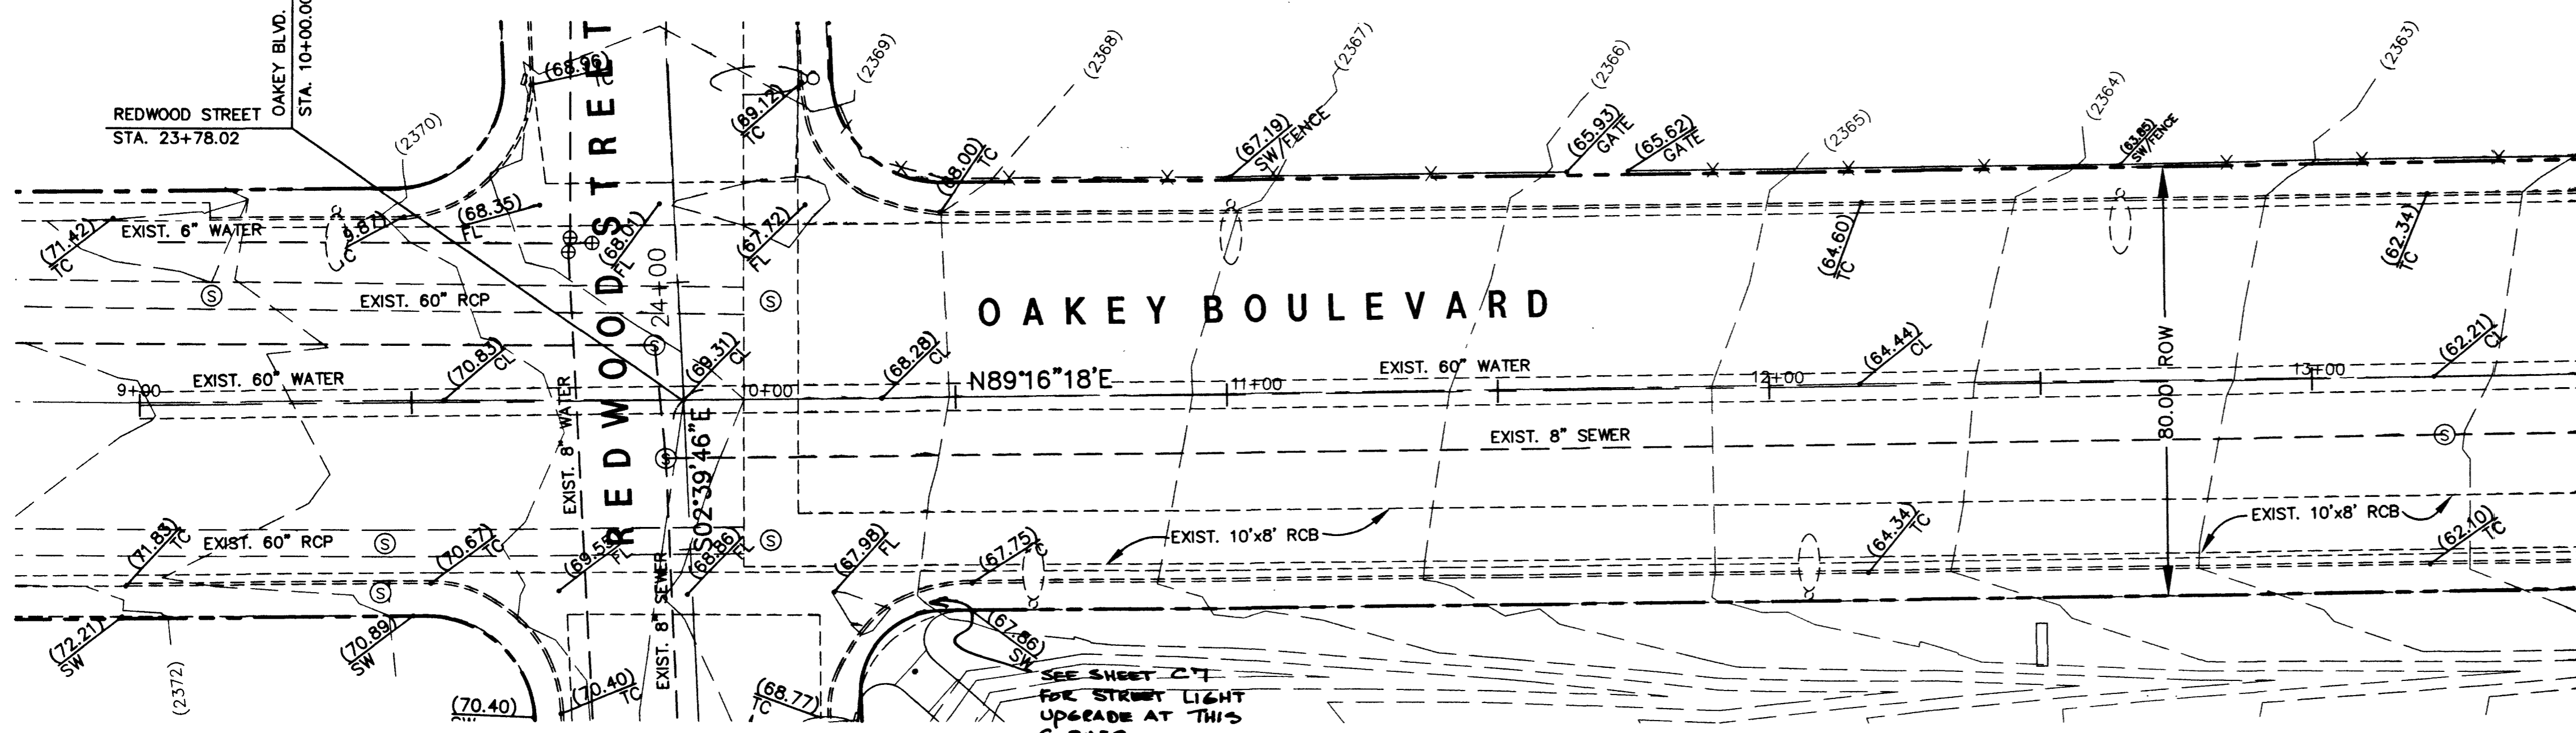 OAKEY BLVD.
STA. 10+00.00
REDWOOD STREET
STA. 23+78.02
(2370)
(68.96)
(69.12)
TC
(2369)
(2368)
(2367)
(2366)
(2365)
(2364)
(2363)
(68.00)
TC
(67.19)
SW/FENCE
(65.93)
GATE
(65.62)
GATE
(63.85)
SW/FENCE
(71.42)
TC
EXIST. 6" WATER
(68.35)
FL
(68.01)
FL
(67.72)
FL
(64.60)
TC
(62.34)
TC
EXIST. 60" RCP
REDWOOD STREET
24+00
OAKEY BOULEVARD
80.00 ROW
9+00
EXIST. 60" WATER
(70.83)
CL
(69.31)
CL
0+00
(68.28)
CL
N89°16'18"E
11+00
EXIST. 60" WATER
12+00
(64.44)
CL
13+00
(62.21)
CL
EXIST. 8" WATER
S02°39'46"E
EXIST. 8" SEWER
EXIST. 8" SEWER
(71.83)
TC
EXIST. 60" RCP
(70.67)
TC
(69.55)
FL
(68.86)
FL
(67.98)
FL
(67.75)
EXIST. 10'x8' RCB
(64.34)
TC
EXIST. 10'x8' RCB
(62.10)
TC
(72.21)
SW
(2372)
(70.89)
SW
(70.40)
SW
(70.40)
TC
(68.77)
TC
(67.86)
SW
SEE SHEET C7
FOR STREET LIGHT
UPGRADE AT THIS
S
S
S
S
S
S
S
S